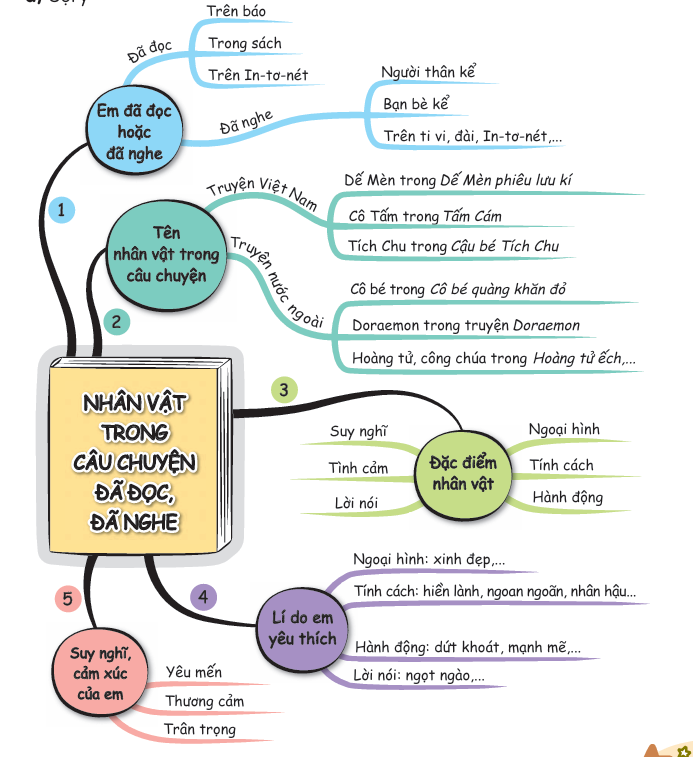 Trên báo
Đã đọc
Trong sách
Trên In-tơ-nét
Em đã đọc
hoặc
đã nghe
Đã nghe
Người thân kể
Bạn bè kể
Trên ti vi, đài, In-tơ-nét,...
1
Tên
nhân vật trong
câu chuyện
Truyện Việt Nam
Dế Mèn trong Dế Mèn phiêu lưu kí
Cô Tấm trong Tấm Cám
Tích Chu trong Cậu bé Tích Chu
Truyện nước ngoài
Cô bé trong Cô bé quàng khăn đỏ
Doraemon trong truyện Doraemon
Hoàng tử, công chúa trong Hoàng tử ếch,...
2
NHÂN VẬT
TRONG
CÂU CHUYỆN
ĐÃ ĐỌC,
ĐÃ NGHE
3
Đặc điểm
nhân vật
Suy nghĩ
Tình cảm
Lời nói
Ngoại hình
Tính cách
Hành động
4
Lí do em
yêu thích
Ngoại hình: xinh đẹp,...
Tính cách: hiền lành, ngoan ngoãn, nhân hậu...
Hành động: dứt khoát, mạnh mẽ,...
Lời nói: ngọt ngào,...
5
Suy nghĩ,
cảm xúc
của em
Yêu mến
Thương cảm
Trân trọng